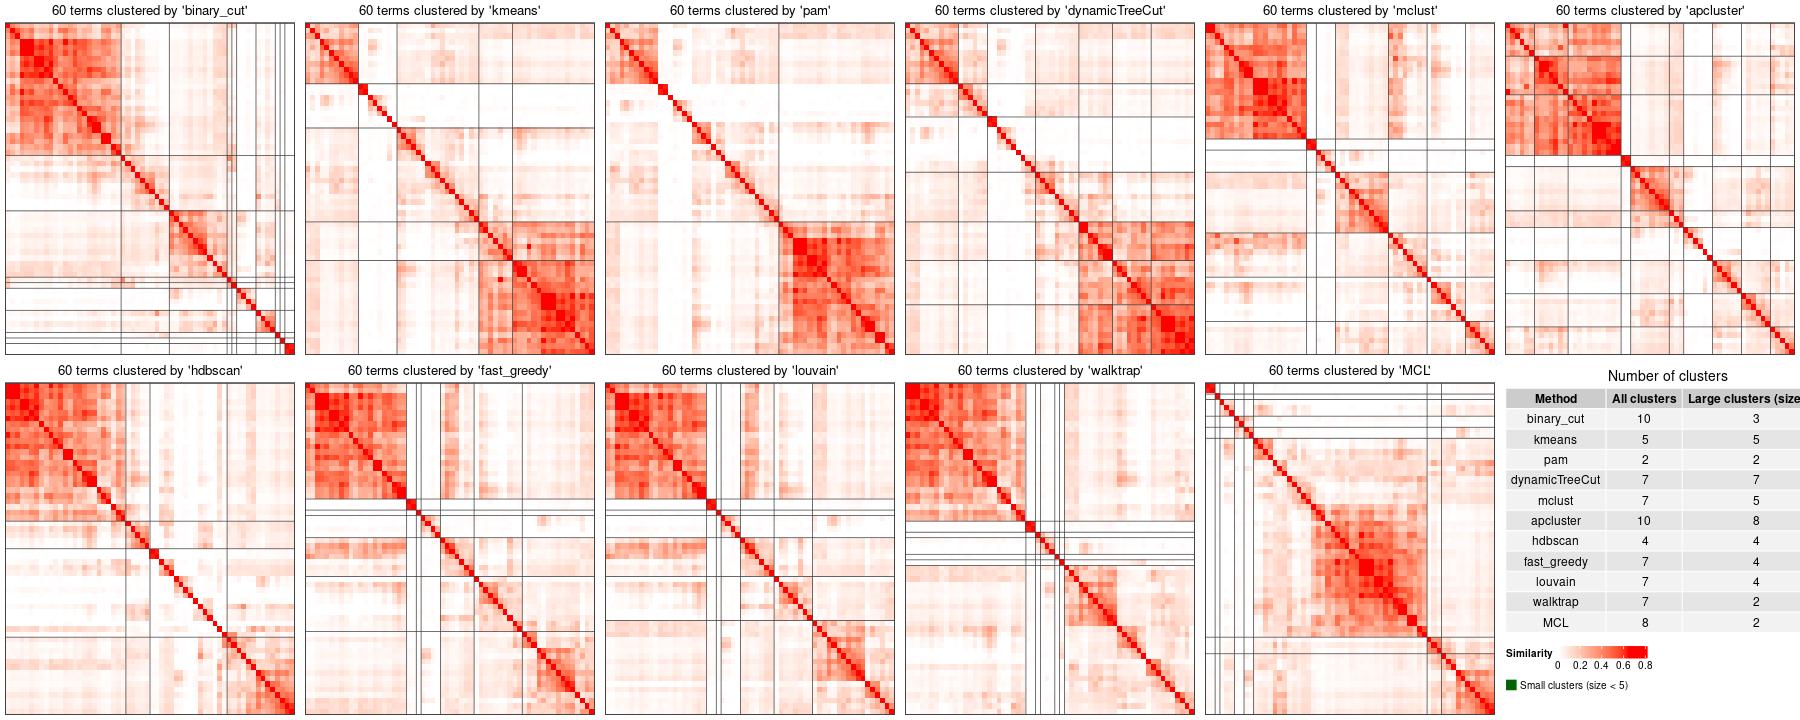 60 terms clustered by 'binary_cut'
60 terms clustered by 'kmeans'
60 terms clustered by 'pam'
60 terms clustered by 'dynamicTreeCut'
60 terms clustered by 'mclust'
60 terms clustered by 'apcluster'
60 terms clustered by 'hdbscan'
60 terms clustered by 'fast_greedy'
60 terms clustered by 'louvain'
60 terms clustered by 'walktrap'
60 terms clustered by 'MCL'
Number of clusters
Method All clusters Large clusters (size
binary_cut 10 3
kmeans 5 5
pam 2 2
dynamicTreeCut 7 7
mclust 7 5
apcluster 10 8
hdbscan 4 4
fast_greedy 7 4
louvain 7 4
walktrap 7 2
MCL 8 2
Similarity
0 0.2 0.4 0.6 0.8
Small clusters (size < 5)